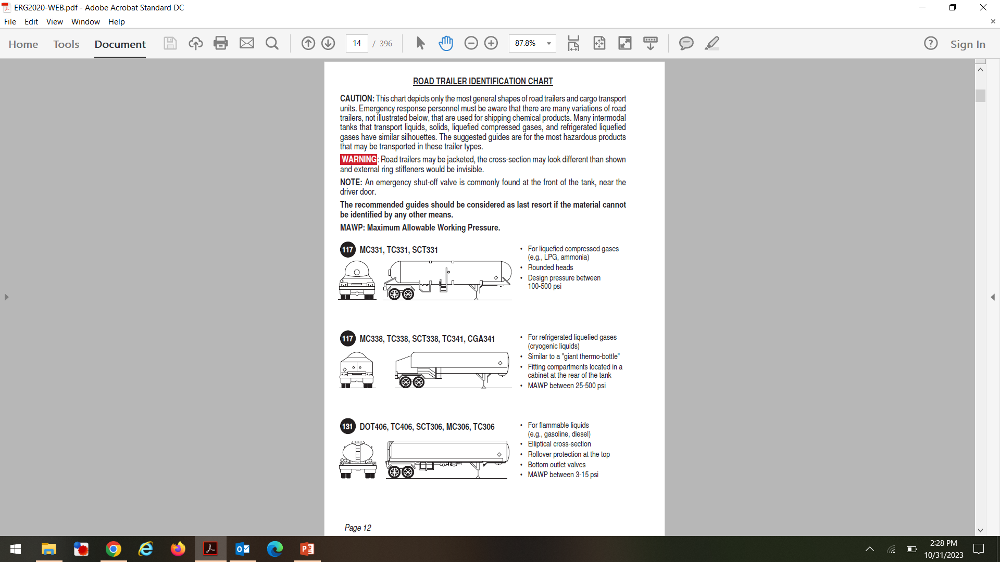 ERG2020-WEB.pdf - Adobe Acrobat Standard DC
File Edit View Window Help
Home Tools Document 14 / 396 87.8% Sign In
ROAD TRAILER IDENTIFICATION CHART
CAUTION: This chart depicts only the most general shapes of road trailers and cargo transport
units. Emergency response personnel must be aware that there are many variations of road
trailers, not illustrated below, that are used for shipping chemical products. Many intermodal
tanks that transport liquids, solids, liquefied compressed gases, and refrigerated liquefied
gases have similar silhouettes. The suggested guides are for the most hazardous products
that may be transported in these trailer types.
WARNING: Road trailers may be jacketed, the cross-section may look different than shown
and external ring stiffeners would be invisible.
NOTE: An emergency shut-off valve is commonly found at the front of the tank, near the
driver door.
The recommended guides should be considered as last resort if the material cannot
be identified by any other means.
MAWP: Maximum Allowable Working Pressure.
117 MC331, TC331, SCT331
• For liquefied compressed gases
(e.g., LPG, ammonia)
• Rounded heads
• Design pressure between
100-500 psi
117 MC338, TC338, SCT338, TC341, CGA341
• For refrigerated liquefied gases
(cryogenic liquids)
• Similar to a "giant thermo-bottle"
• Fitting compartments located in a
cabinet at the rear of the tank
• MAWP between 25-500 psi
131 DOT406, TC406, SCT306, MC306, TC306
• For flammable liquids
(e.g., gasoline, diesel)
• Elliptical cross-section
• Rollover protection at the top
• Bottom outlet valves
• MAWP between 3-15 psi
Page 12
2:28 PM
10/31/2023